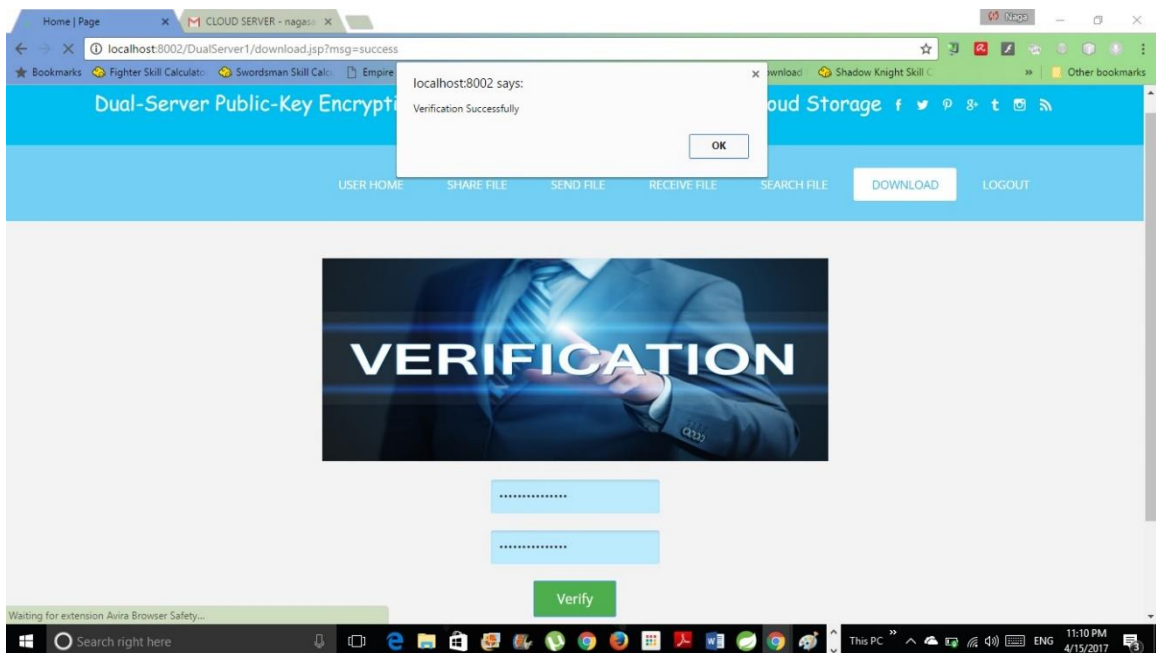 Home | Page
CLOUD SERVER - nagasa
Naga
localhost:8002/DualServer1/download.jsp?msg=success
Bookmarks
Fighter Skill Calculato
Swordsman Skill Calc
Empire
wnload
Shadow Knight Skill C
Other bookmarks
localhost:8002 says:
Verification Successfully
OK
Dual-Server Public-Key Encrypti
oud Storage
USER HOME
SHARE FILE
SEND FILE
RECEIVE FILE
SEARCH FILE
DOWNLOAD
LOGOUT
VERIFICATION
Verify
Waiting for extension Avira Browser Safety...
Search right here
This PC
ENG
11:10 PM
4/15/2017